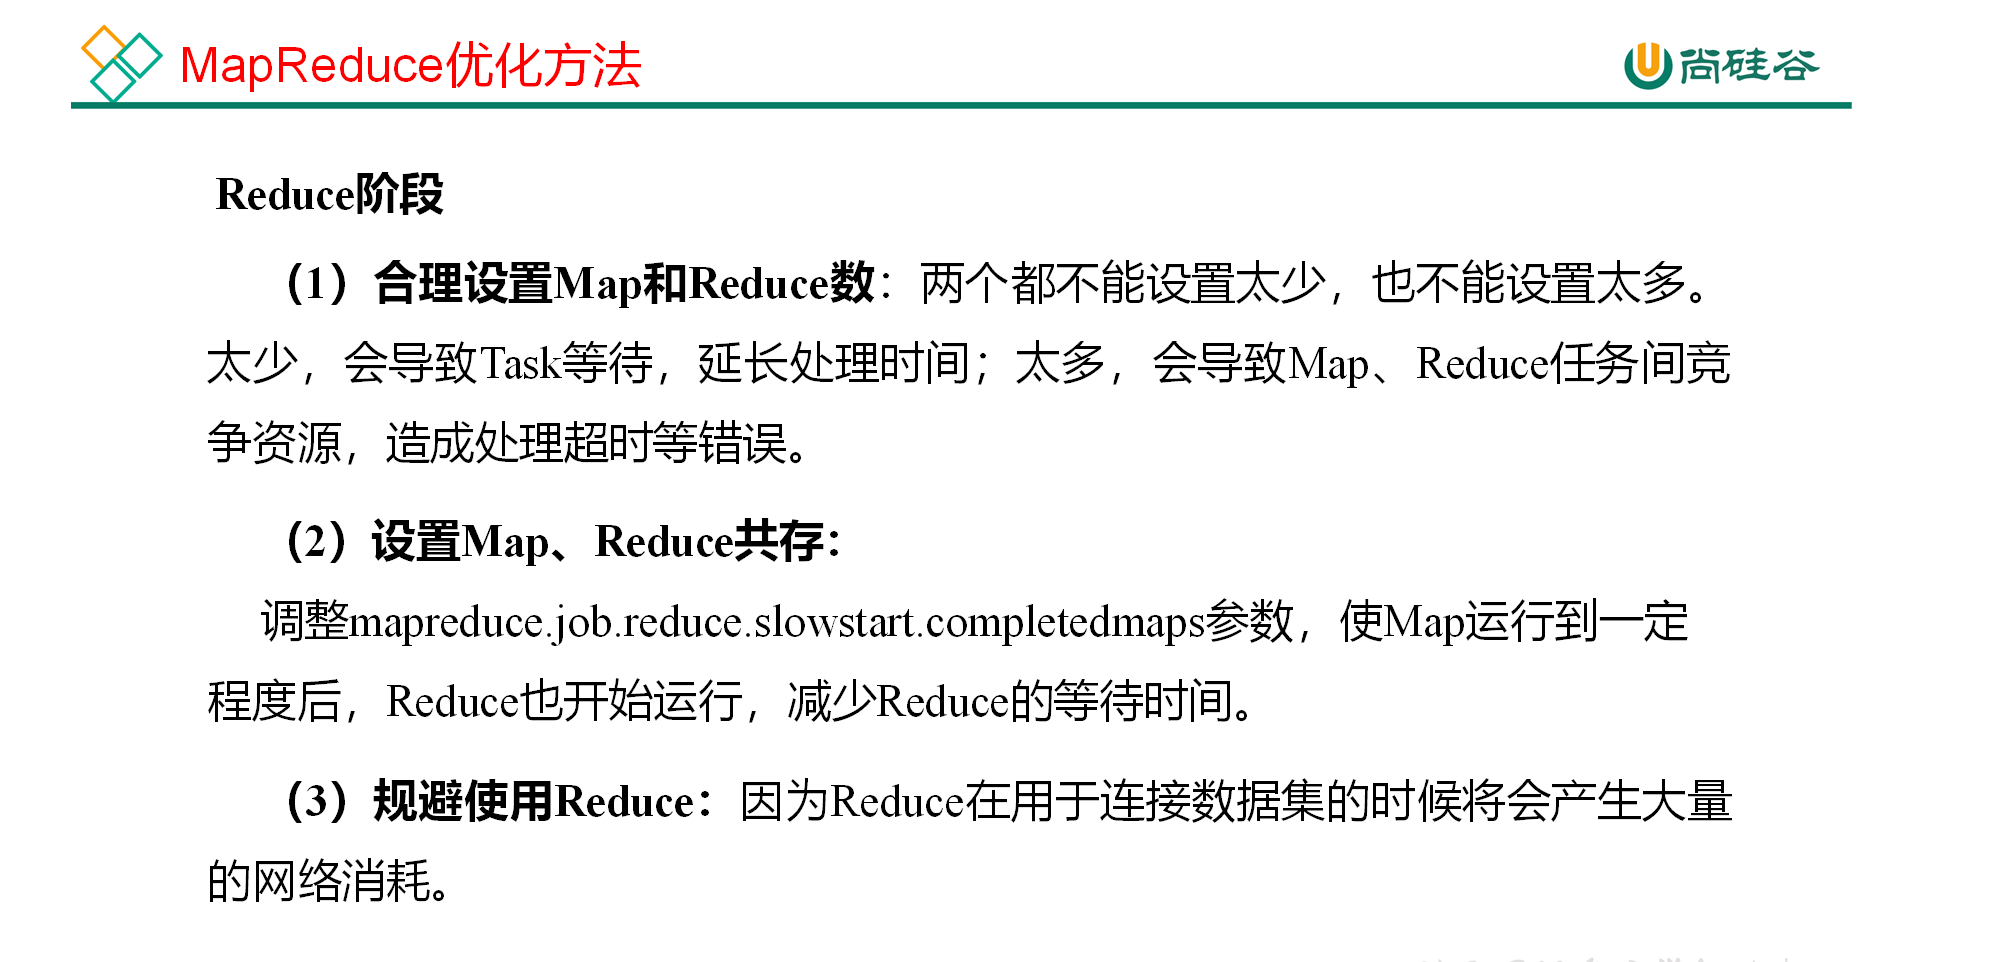 MapReduce优化方法
尚硅谷
Reduce阶段
（1）合理设置Map和Reduce数：两个都不能设置太少，也不能设置太多。
太少，会导致Task等待，延长处理时间；太多，会导致Map、Reduce任务间竞
争资源，造成处理超时等错误。
（2）设置Map、Reduce共存：
调整mapreduce.job.reduce.slowstart.completedmaps参数，使Map运行到一定
程度后，Reduce也开始运行，减少Reduce的等待时间。
（3）规避使用Reduce：因为Reduce在用于连接数据集的时候将会产生大量
的网络消耗。